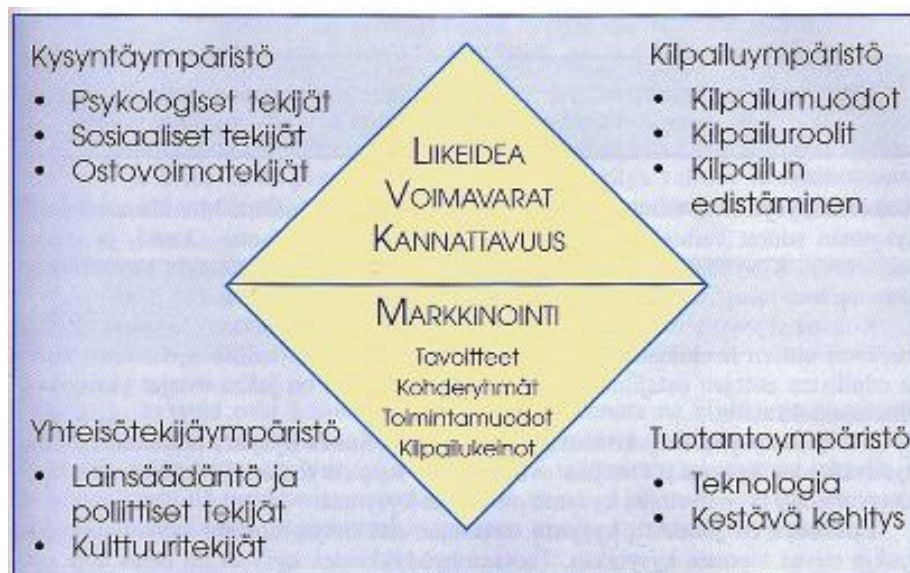 Kysyntäympäristö
• Psykologiset tekijät
• Sosiaaliset tekijät
• Ostovoimatekijät
Kilpailuympäristö
• Kilpailumuodot
• Kilpailuroolit
• Kilpailun
edistäminen
LIIKEIDEA
VOIMAVARAT
KANNATTAVUUS
MARKKINOINTI
Tavoitteet
Kohderyhmät
Toimintamuodot
Kilpailukeinot
Yhteisötekijäympäristö
• Lainsäädäntö ja
poliittiset tekijät
• Kulttuuritekijät
Tuotantoympäristö
• Teknologia
• Kestävä kehitys